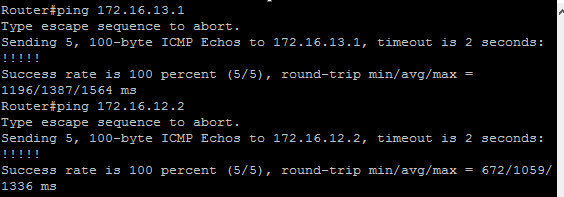 Router#ping 172.16.13.1
Type escape sequence to abort.
Sending 5, 100-byte ICMP Echos to 172.16.13.1, timeout is 2 seconds:
!!!!!
Success rate is 100 percent (5/5), round-trip min/avg/max =
1196/1387/1564 ms
Router#ping 172.16.12.2
Type escape sequence to abort.
Sending 5, 100-byte ICMP Echos to 172.16.12.2, timeout is 2 seconds:
!!!!!
Success rate is 100 percent (5/5), round-trip min/avg/max = 672/1059/
1336 ms